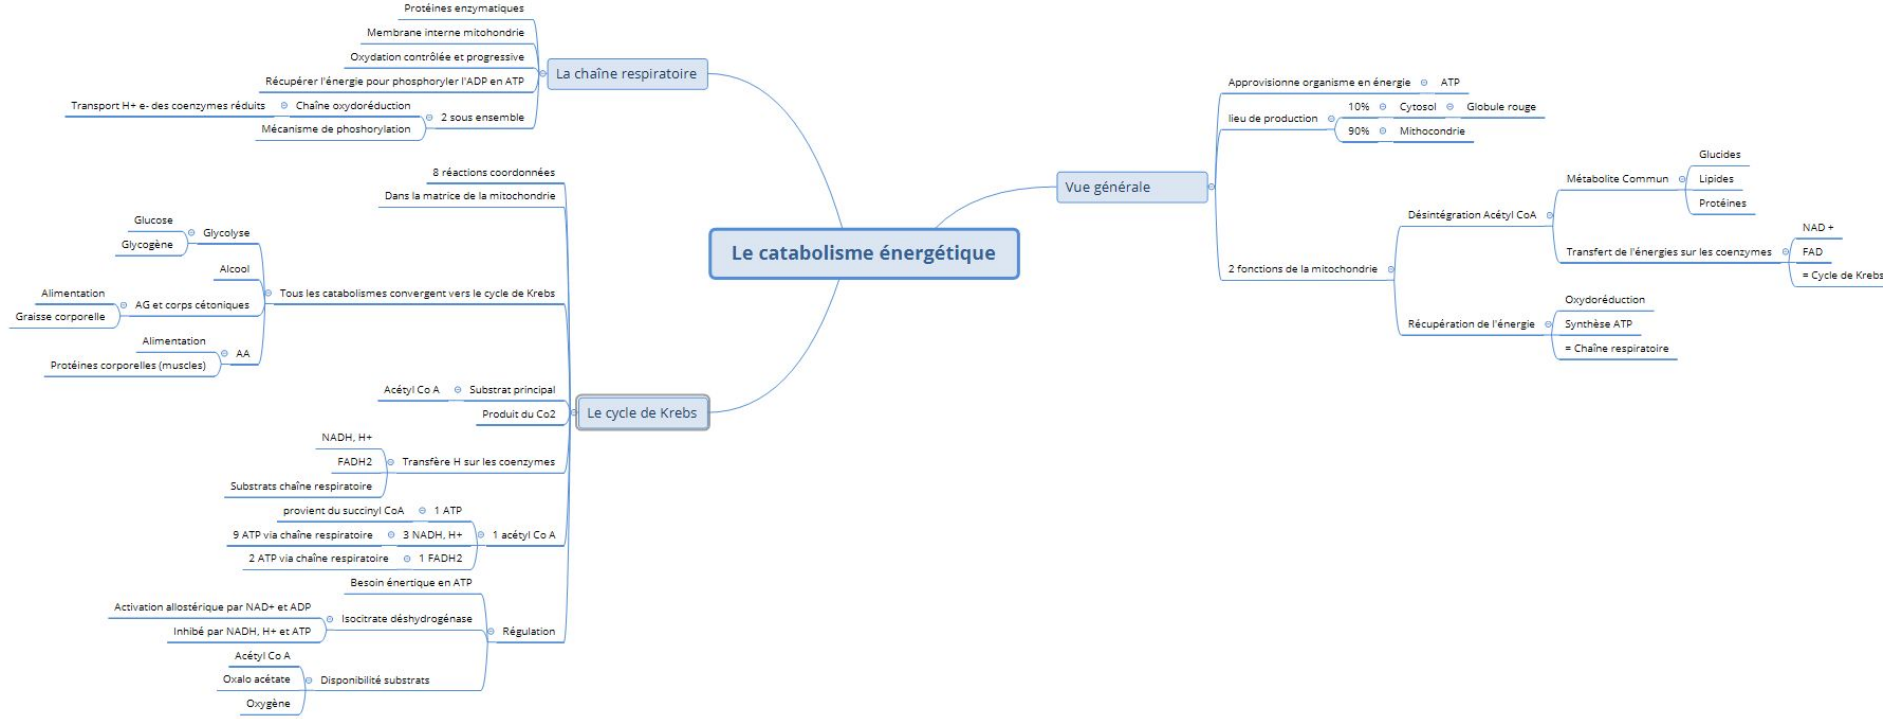 Le catabolisme énergétique
Vue générale
Approvisionne organisme en énergie
ATP
lieu de production
10%
Cytosol
Globule rouge
90%
Mithocondrie
2 fonctions de la mitochondrie
Désintégration Acétyl CoA
Métabolite Commun
Glucides
Lipides
Protéines
Transfert de l'énergies sur les coenzymes
NAD +
FAD
= Cycle de Krebs
Récupération de l'énergie
Oxydoréduction
Synthèse ATP
= Chaîne respiratoire
La chaîne respiratoire
Protéines enzymatiques
Membrane interne mitohondrie
Oxydation contrôlée et progressive
Récupérer l'énergie pour phosphoryler l'ADP en ATP
2 sous ensemble
Chaîne oxydoréduction
Transport H+ e- des coenzymes réduits
Mécanisme de phoshorylation
Le cycle de Krebs
8 réactions coordonnées
Dans la matrice de la mitochondrie
Tous les catabolismes convergent vers le cycle de Krebs
Glycolyse
Glucose
Glycogène
Alcool
AG et corps cétoniques
Alimentation
Graisse corporelle
AA
Alimentation
Protéines corporelles (muscles)
Substrat principal
Acétyl Co A
Produit du Co2
Transfère H sur les coenzymes
NADH, H+
FADH2
Substrats chaîne respiratoire
1 acétyl Co A
1 ATP
provient du succinyl CoA
3 NADH, H+
9 ATP via chaîne respiratoire
1 FADH2
2 ATP via chaîne respiratoire
Régulation
Besoin énertique en ATP
Isocitrate déshydrogénase
Activation allostérique par NAD+ et ADP
Inhibé par NADH, H+ et ATP
Disponibilité substrats
Acétyl Co A
Oxalo acétate
Oxygène